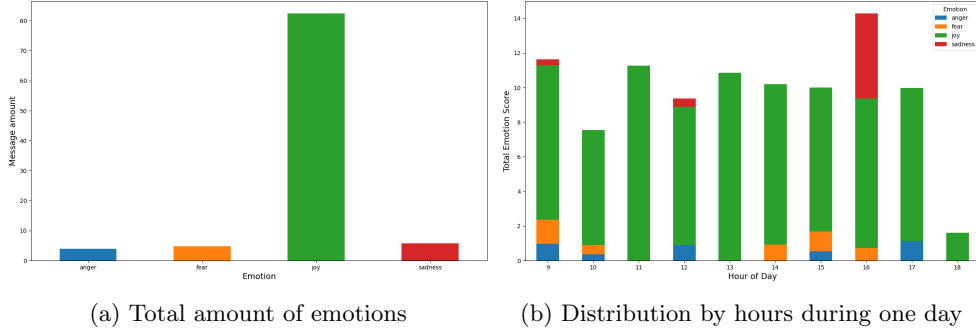 Message amount
80
70
60
50
40
30
20
10
0
anger fear joy sadness
Emotion
(a) Total amount of emotions
Total Emotion Score
14
12
10
8
6
4
2
0
Emotion
anger
fear
joy
sadness
9 10 11 12 13 14 15 16 17 18
Hour of Day
(b) Distribution by hours during one day